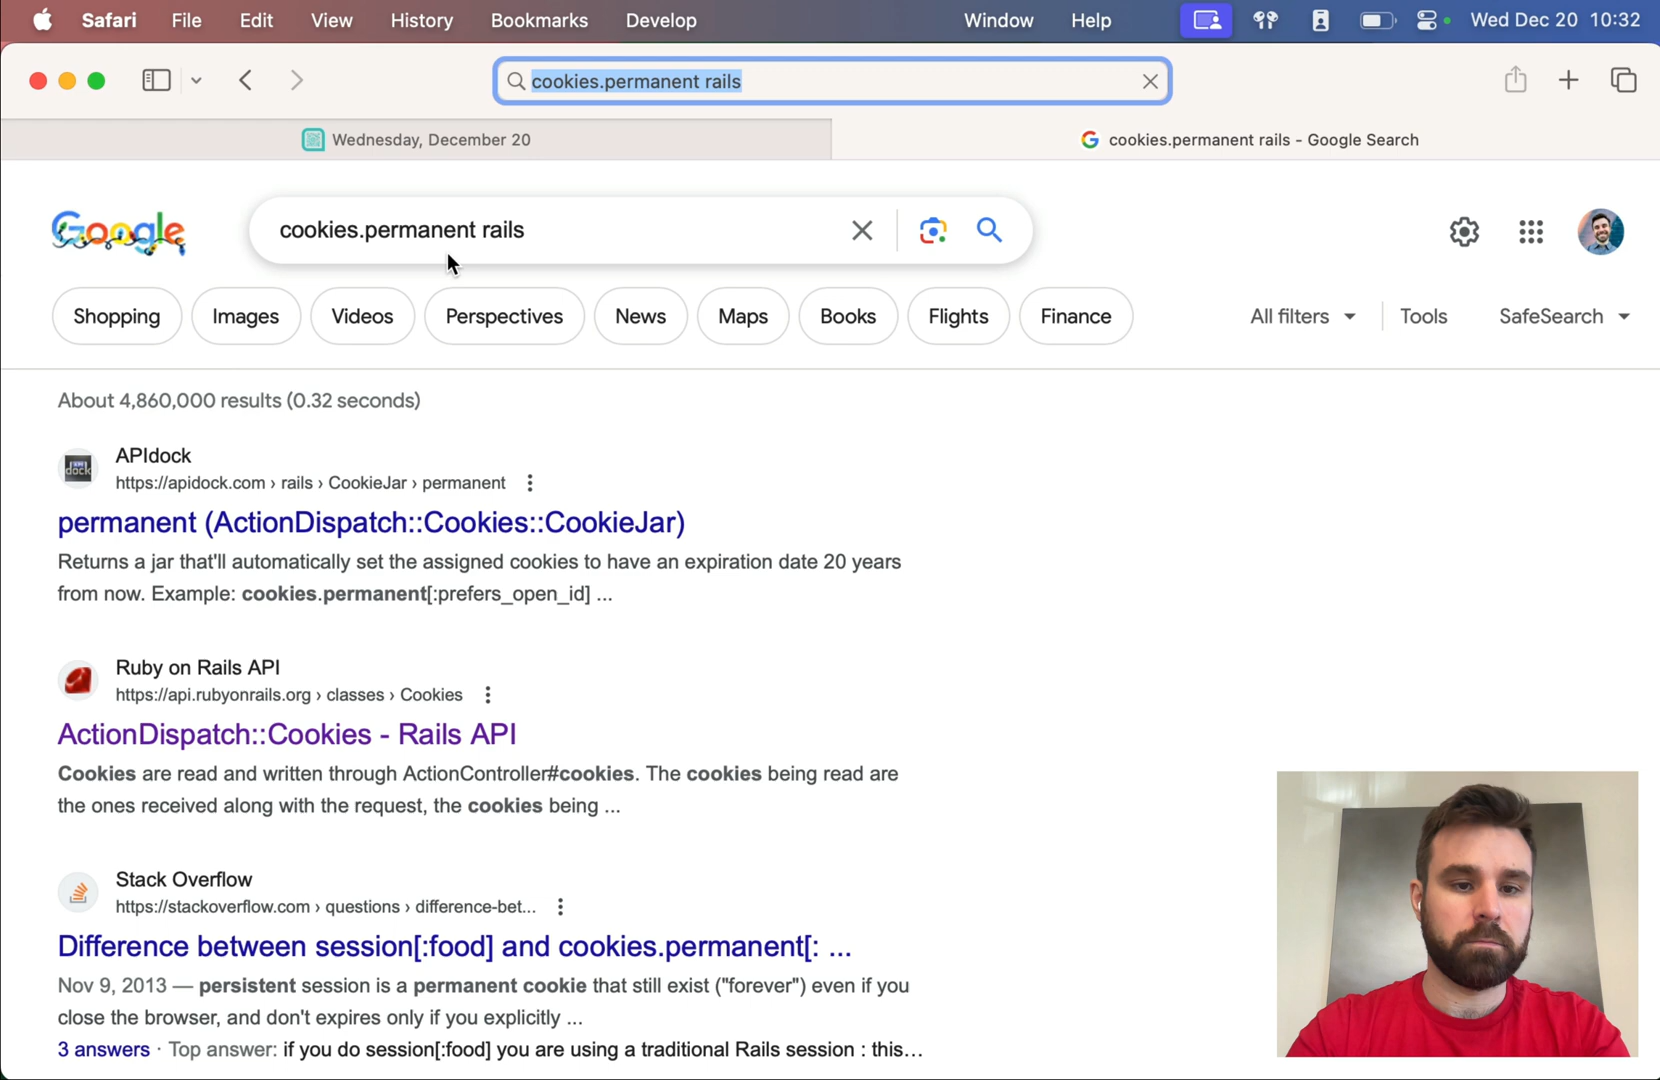 Safari File Edit View History Bookmarks Develop Window Help Wed Dec 20 10:32
cookies.permanent rails
Wednesday, December 20
cookies.permanent rails - Google Search
Google
cookies.permanent rails
Shopping Images Videos Perspectives News Maps Books Flights Finance All filters Tools SafeSearch
About 4,860,000 results (0.32 seconds)
dock
APIdock
https://apidock.com › rails › CookieJar › permanent
permanent (ActionDispatch::Cookies::CookieJar)
Returns a jar that'll automatically set the assigned cookies to have an expiration date 20 years
from now. Example: cookies.permanent[:prefers_open_id] ...
Ruby on Rails API
https://api.rubyonrails.org › classes › Cookies
ActionDispatch::Cookies - Rails API
Cookies are read and written through ActionController#cookies. The cookies being read are
the ones received along with the request, the cookies being ...
Stack Overflow
https://stackoverflow.com › questions › difference-bet...
Difference between session[:food] and cookies.permanent[: ...
Nov 9, 2013 — persistent session is a permanent cookie that still exist ("forever") even if you
close the browser, and don't expires only if you explicitly ...
3 answers · Top answer: if you do session[:food] you are using a traditional Rails session : this...